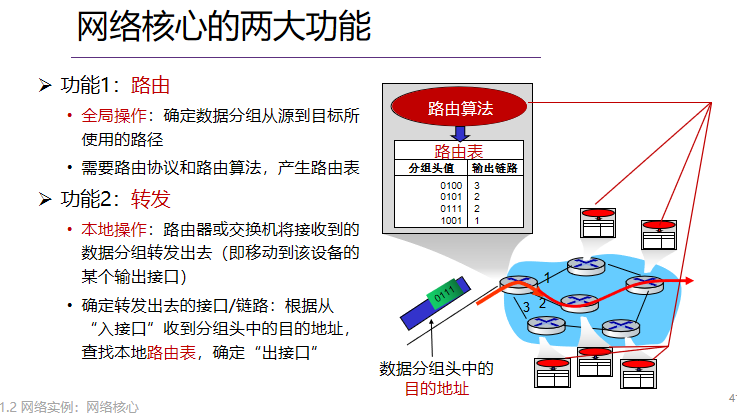 网络核心的两大功能
➢ 功能1：路由
• 全局操作：确定数据分组从源到目标所
使用的路径
• 需要路由协议和路由算法，产生路由表
➢ 功能2：转发
• 本地操作：路由器或交换机将接收到的
数据分组转发出去（即移动到该设备的
某个输出接口）
• 确定转发出去的接口/链路：根据从
“入接口”收到分组头中的目的地址，
查找本地路由表，确定“出接口”
路由算法
路由表
分组头值 输出链路
0100 3
0101 2
0111 2
1001 1
0111
1
2
3
数据分组头中的
目的地址
1.2 网络实例：网络核心